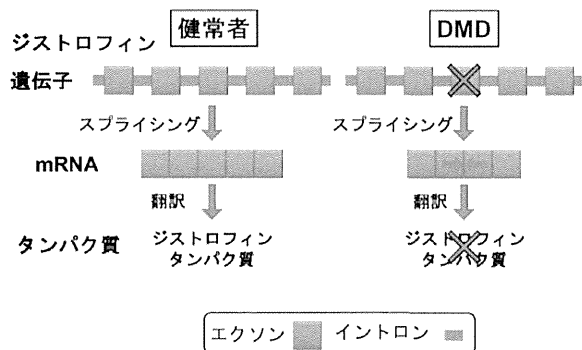 健常者
DMD
ジストロフィン
遺伝子
スプライシング
スプライシング
mRNA
翻訳
翻訳
タンパク質
ジストロフィン
タンパク質
ジストロフィン
タンパク質
エクソン
イントロン